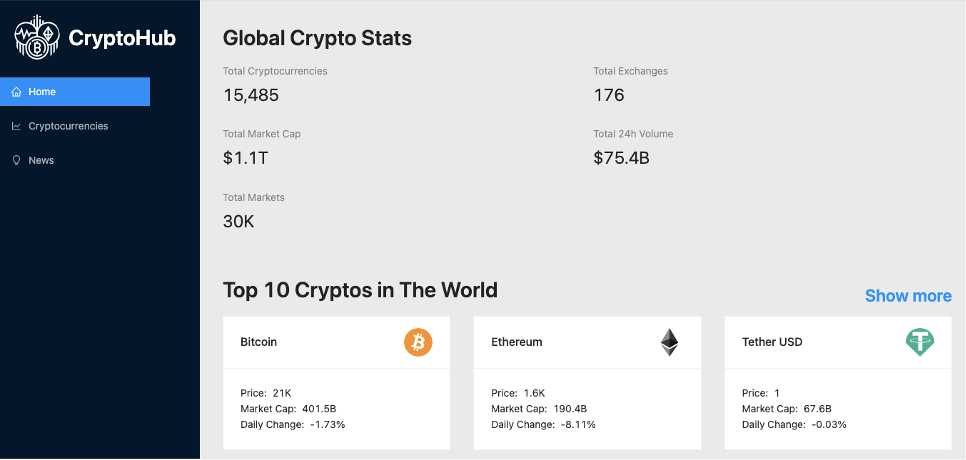 CryptoHub
Home
Cryptocurrencies
News
Global Crypto Stats
Total Cryptocurrencies
15,485
Total Exchanges
176
Total Market Cap
$1.1T
Total 24h Volume
$75.4B
Total Markets
30K
Top 10 Cryptos in The World
Show more
Bitcoin
Price: 21K
Market Cap: 401.5B
Daily Change: -1.73%
Ethereum
Price: 1.6K
Market Cap: 190.4B
Daily Change: -8.11%
Tether USD
Price: 1
Market Cap: 67.6B
Daily Change: -0.03%